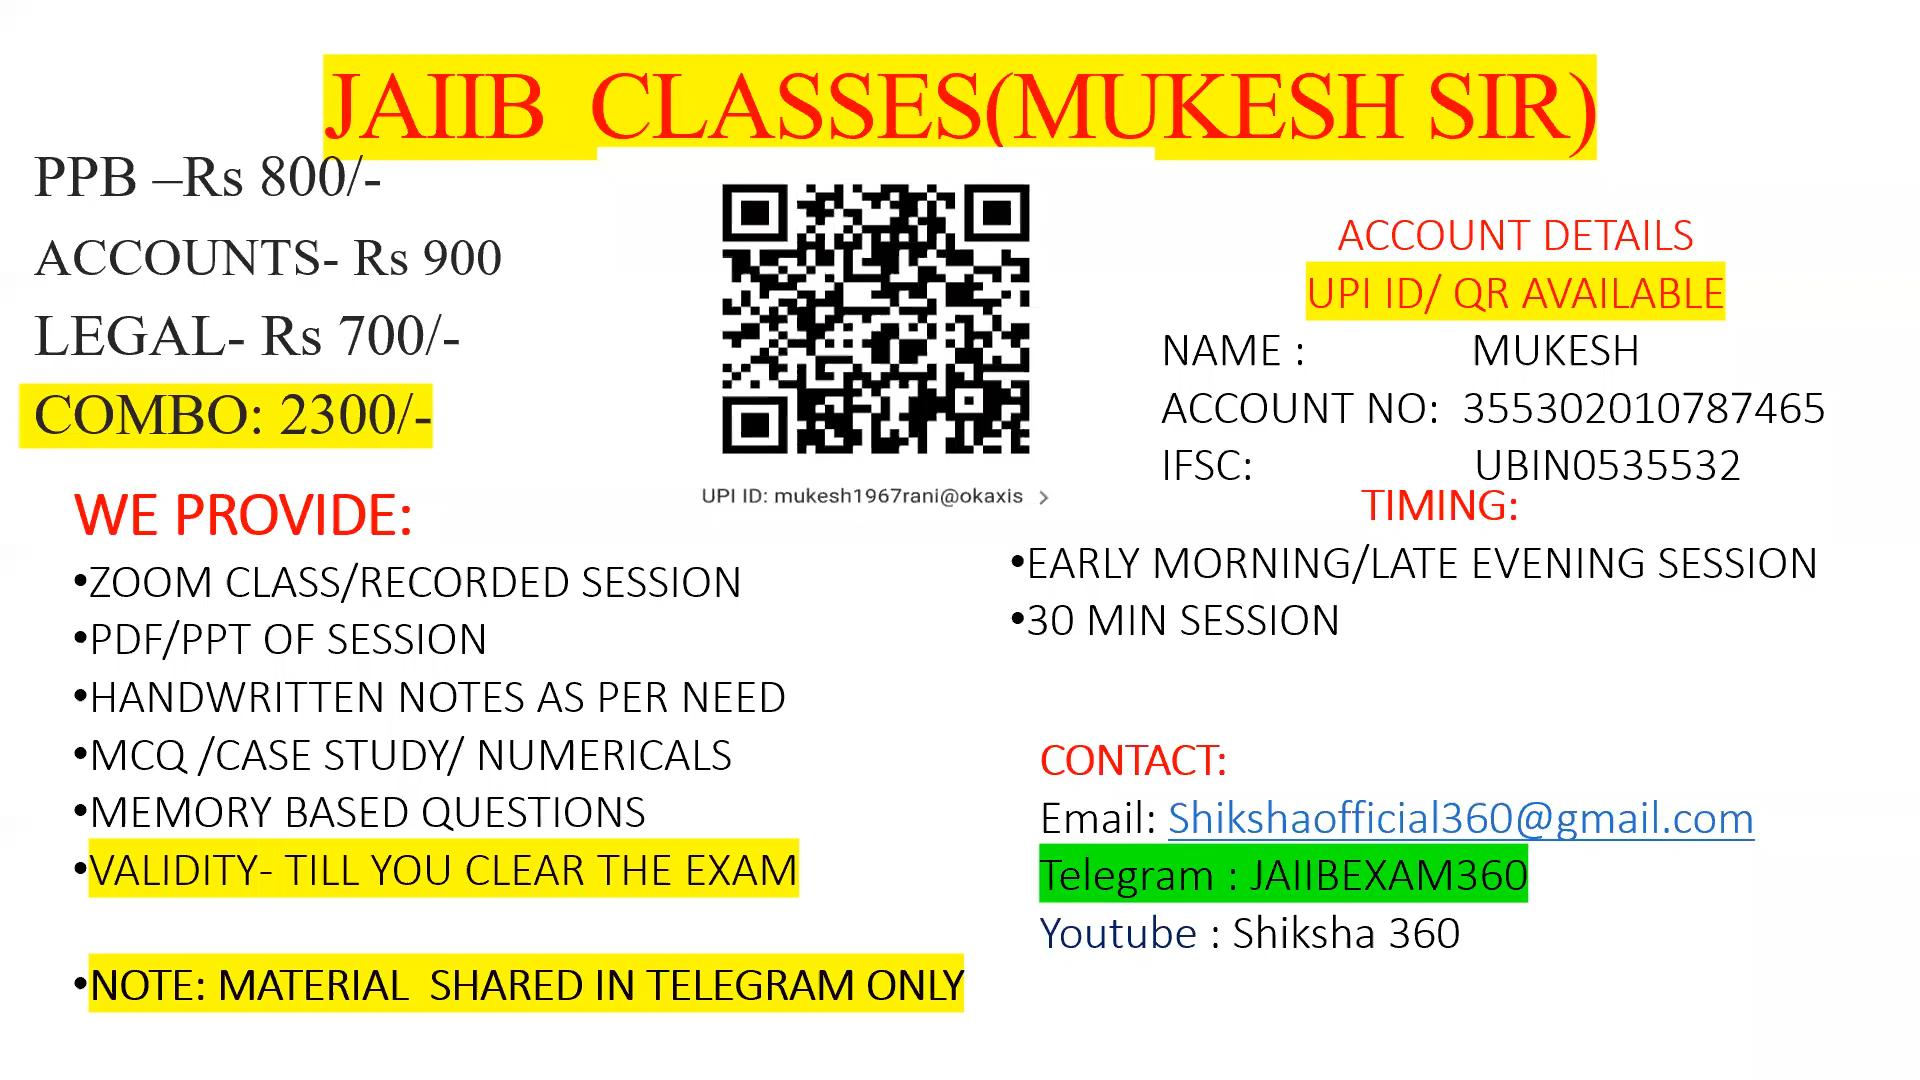 JAIIB CLASSES(MUKESH SIR)
PPB –Rs 800/-
ACCOUNTS- Rs 900
LEGAL- Rs 700/-
COMBO: 2300/-
UPI ID: mukesh1967rani@okaxis
ACCOUNT DETAILS
UPI ID/ QR AVAILABLE
NAME : MUKESH
ACCOUNT NO: 355302010787465
IFSC: UBIN0535532
WE PROVIDE:
•ZOOM CLASS/RECORDED SESSION
•PDF/PPT OF SESSION
•HANDWRITTEN NOTES AS PER NEED
•MCQ /CASE STUDY/ NUMERICALS
•MEMORY BASED QUESTIONS
•VALIDITY- TILL YOU CLEAR THE EXAM
•NOTE: MATERIAL SHARED IN TELEGRAM ONLY
TIMING:
•EARLY MORNING/LATE EVENING SESSION
•30 MIN SESSION
CONTACT:
Email: Shikshaofficial360@gmail.com
Telegram : JAIIBEXAM360
Youtube : Shiksha 360